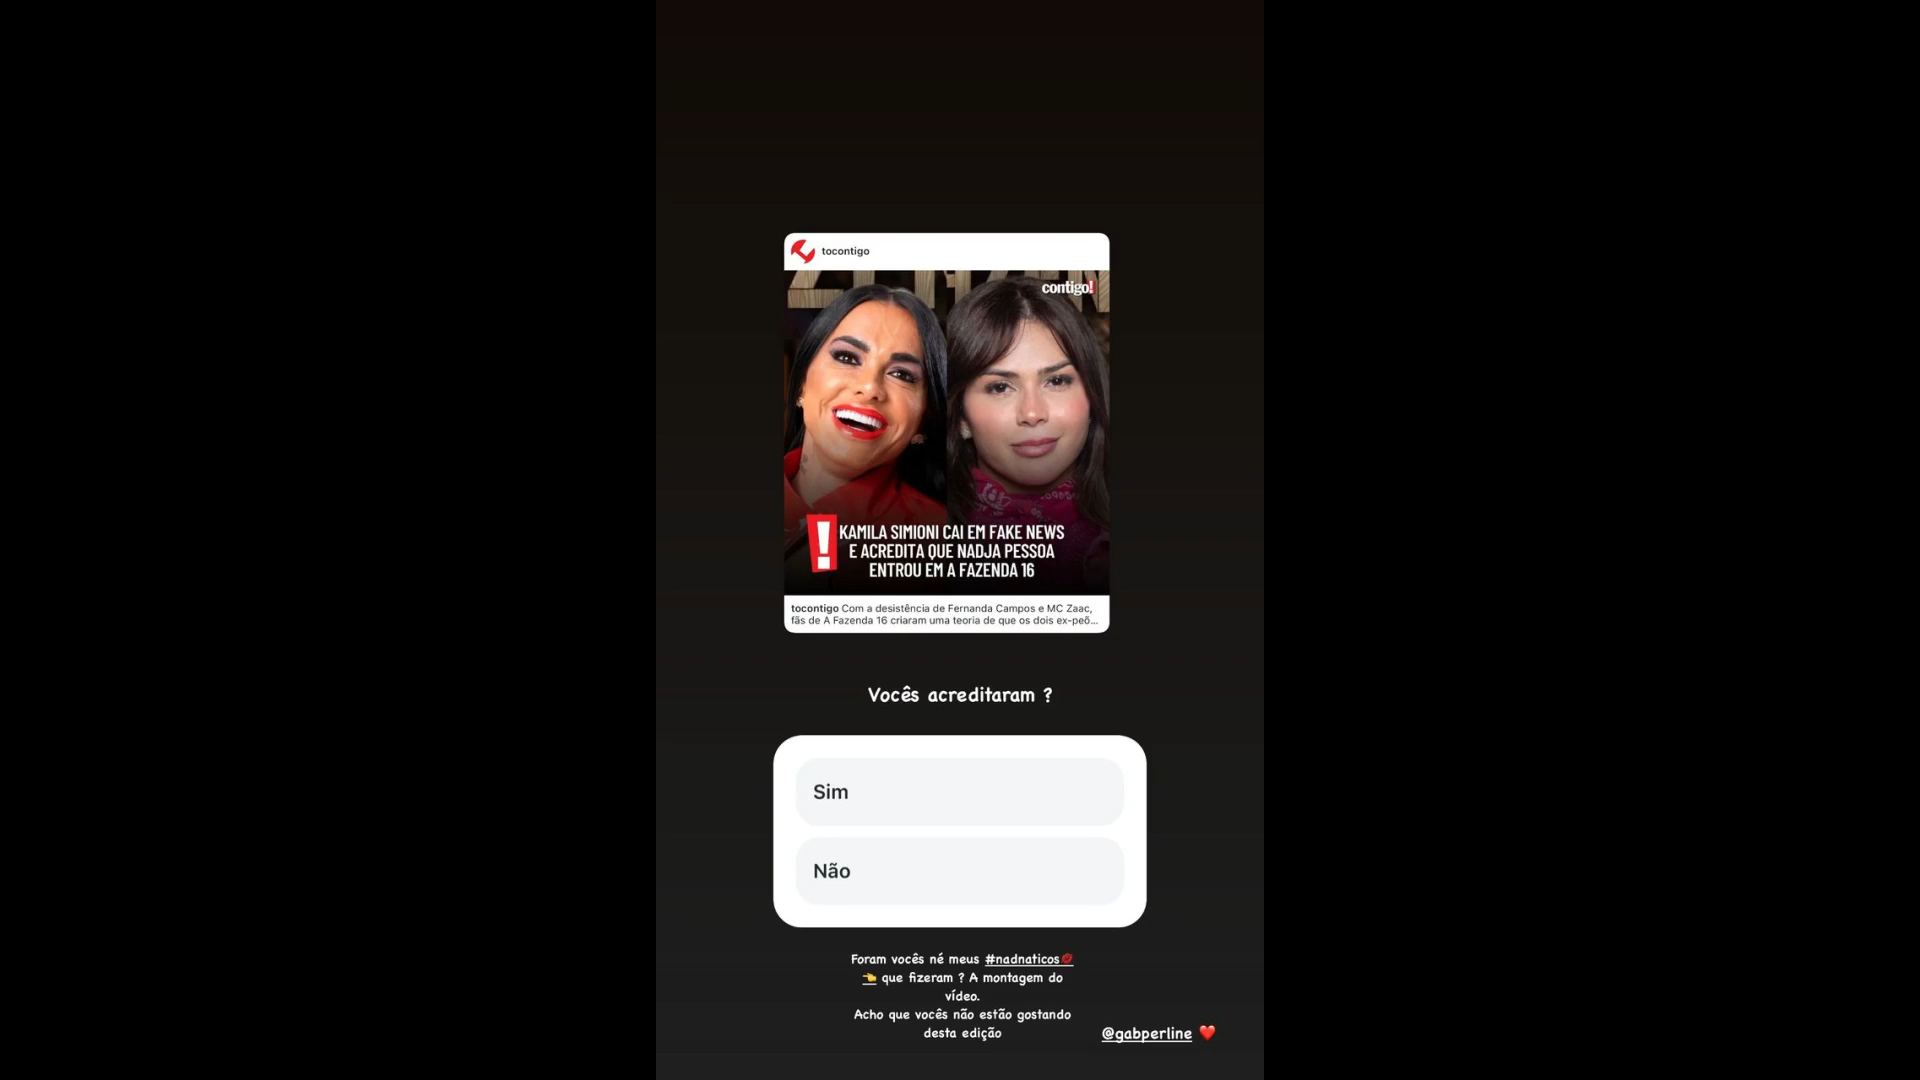 tocontigo
contigo!
KAMILA SIMIONI CAI EM FAKE NEWS
E ACREDITA QUE NADJA PESSOA
ENTROU EM A FAZENDA 16
tocontigo Com a desistência de Fernanda Campos e MC Zaac,
fãs de A Fazenda 16 criaram uma teoria de que os dois ex-peõ...
Vocês acreditaram ?
Sim
Não
Foram vocês né meus #nadnaticos💋
👈 que fizeram ? A montagem do
vídeo.
Acho que vocês não estão gostando
desta edição
@gabperline ❤️